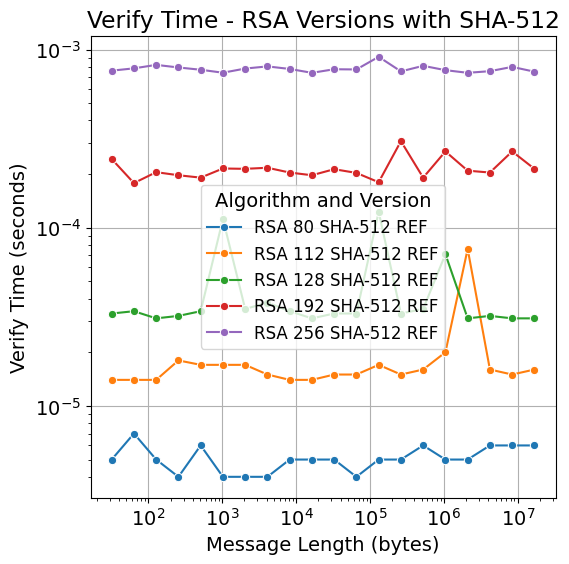 Verify Time - RSA Versions with SHA-512
Verify Time (seconds)
10⁻³
10⁻⁴
10⁻⁵
Algorithm and Version
RSA 80 SHA-512 REF
RSA 112 SHA-512 REF
RSA 128 SHA-512 REF
RSA 192 SHA-512 REF
RSA 256 SHA-512 REF
10² 10³ 10⁴ 10⁵ 10⁶ 10⁷
Message Length (bytes)